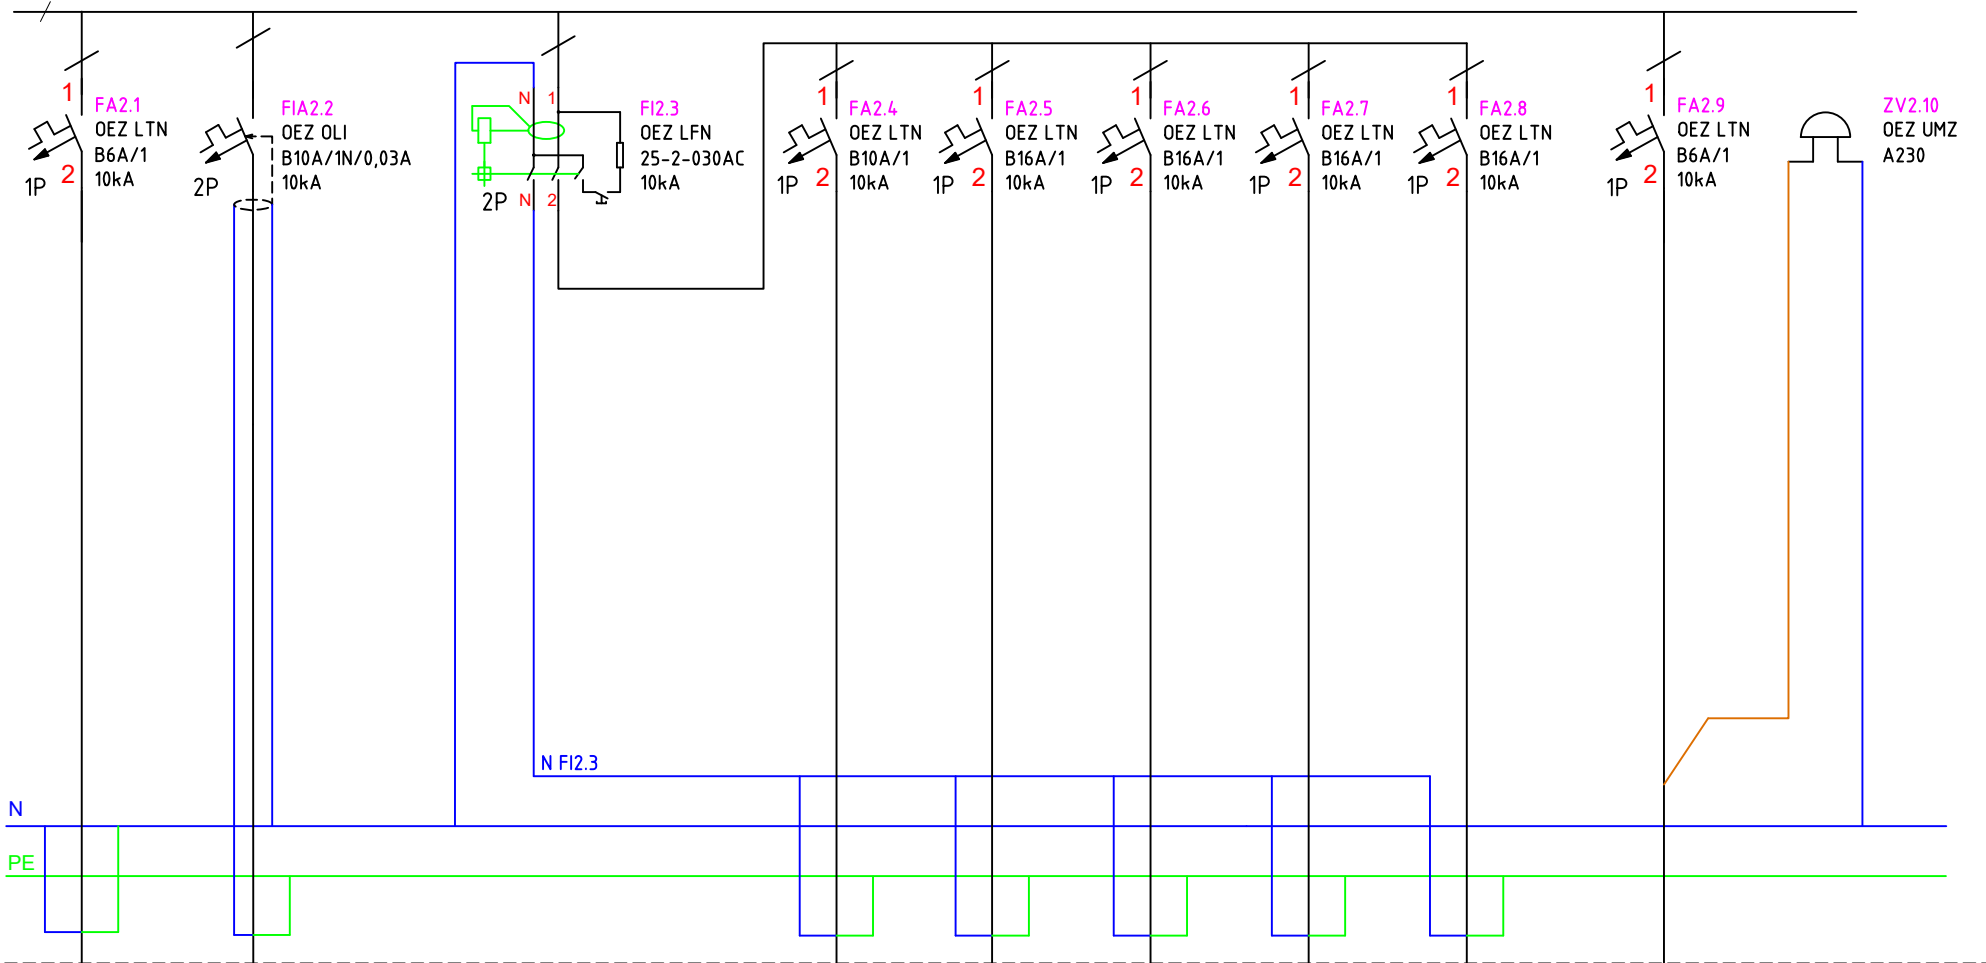 1
FA2.1
OEZ LTN
B6A/1
10kA
1P
2
FIA2.2
OEZ OLI
B10A/1N/0,03A
10kA
2P
N 1
FI2.3
OEZ LFN
25-2-030AC
10kA
2P
N 2
1
FA2.4
OEZ LTN
B10A/1
10kA
1P
2
1
FA2.5
OEZ LTN
B16A/1
10kA
1P
2
1
FA2.6
OEZ LTN
B16A/1
10kA
1P
2
1
FA2.7
OEZ LTN
B16A/1
10kA
1P
2
1
FA2.8
OEZ LTN
B16A/1
10kA
1P
2
1
FA2.9
OEZ LTN
B6A/1
10kA
1P
2
ZV2.10
OEZ UMZ
A230
N FI2.3
N
PE